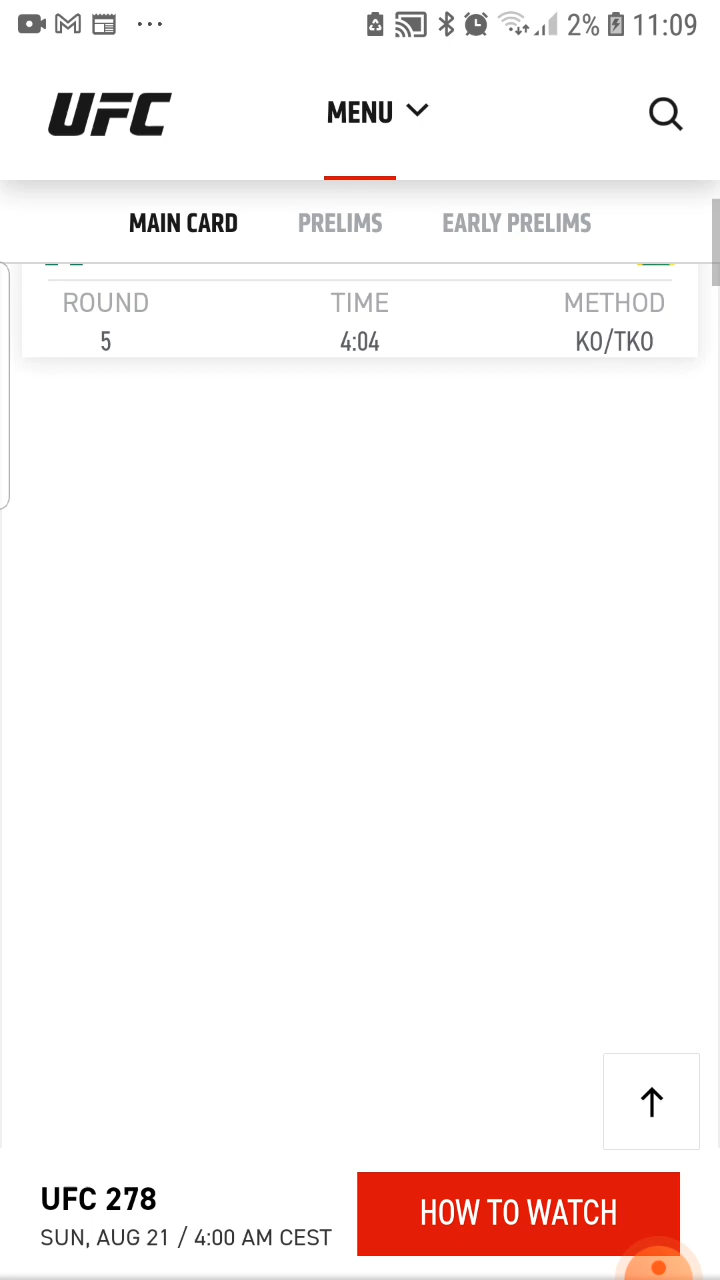 2% 11:09
UFC MENU
MAIN CARD PRELIMS EARLY PRELIMS
ROUND TIME METHOD
5 4:04 KO/TKO
UFC 278
SUN, AUG 21 / 4:00 AM CEST
HOW TO WATCH